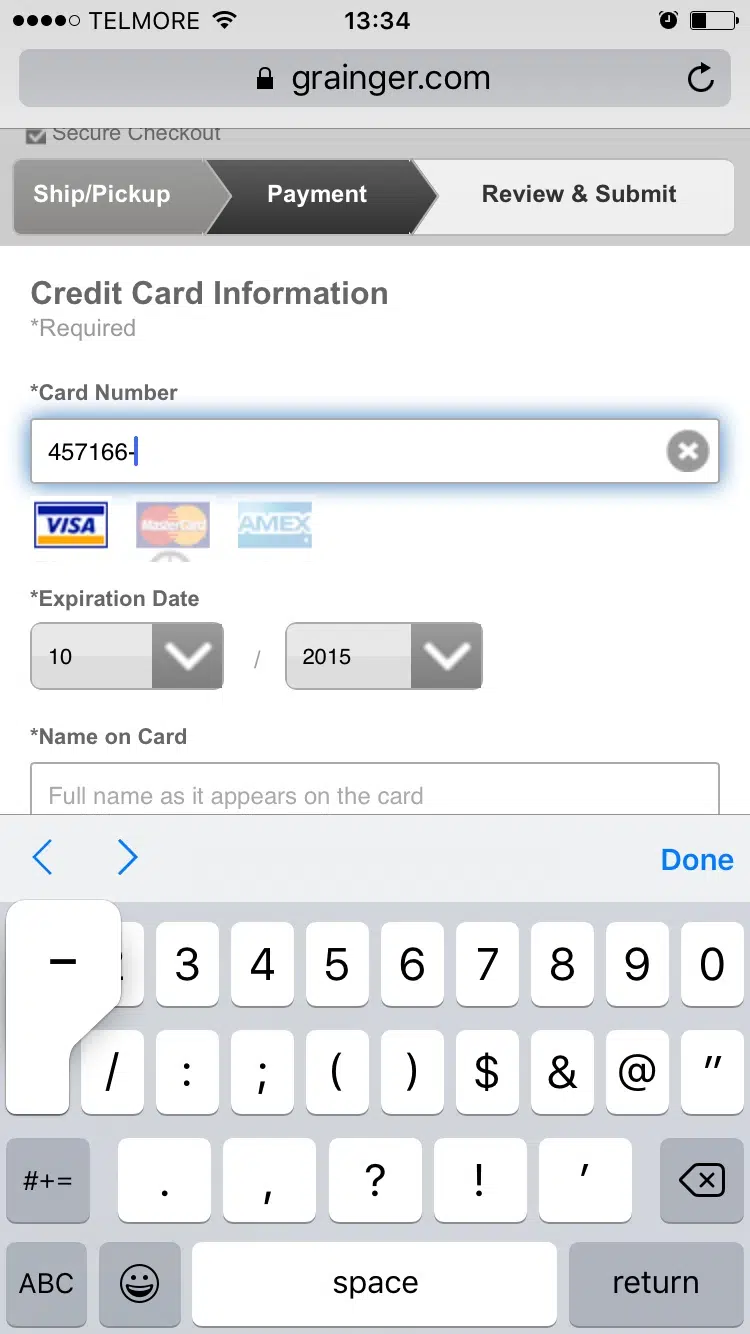 TELMORE 13:34
grainger.com
Secure Checkout
Ship/Pickup Payment Review & Submit
Credit Card Information
*Required
*Card Number
457166-
VISA MasterCard AMEX
*Expiration Date
10 / 2015
*Name on Card
Full name as it appears on the card
Done
- 3 4 5 6 7 8 9 0
/ : ; ( ) $ & @ "
#+= . , ? ! '
ABC space return